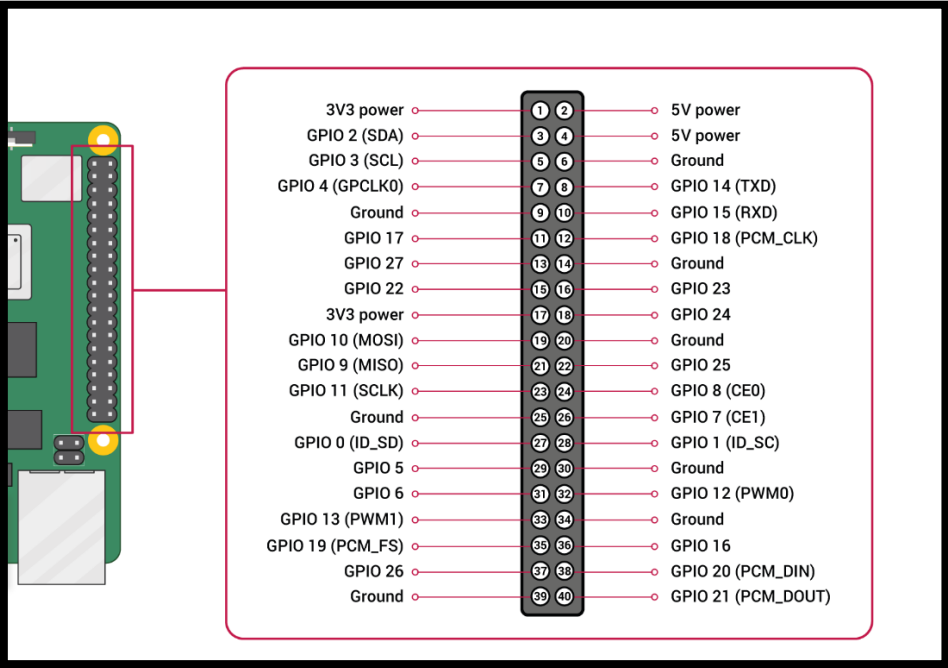 3V3 power 1 2 5V power
GPIO 2 (SDA) 3 4 5V power
GPIO 3 (SCL) 5 6 Ground
GPIO 4 (GPCLK0) 7 8 GPIO 14 (TXD)
Ground 9 10 GPIO 15 (RXD)
GPIO 17 11 12 GPIO 18 (PCM_CLK)
GPIO 27 13 14 Ground
GPIO 22 15 16 GPIO 23
3V3 power 17 18 GPIO 24
GPIO 10 (MOSI) 19 20 Ground
GPIO 9 (MISO) 21 22 GPIO 25
GPIO 11 (SCLK) 23 24 GPIO 8 (CE0)
Ground 25 26 GPIO 7 (CE1)
GPIO 0 (ID_SD) 27 28 GPIO 1 (ID_SC)
GPIO 5 29 30 Ground
GPIO 6 31 32 GPIO 12 (PWM0)
GPIO 13 (PWM1) 33 34 Ground
GPIO 19 (PCM_FS) 35 36 GPIO 16
GPIO 26 37 38 GPIO 20 (PCM_DIN)
Ground 39 40 GPIO 21 (PCM_DOUT)